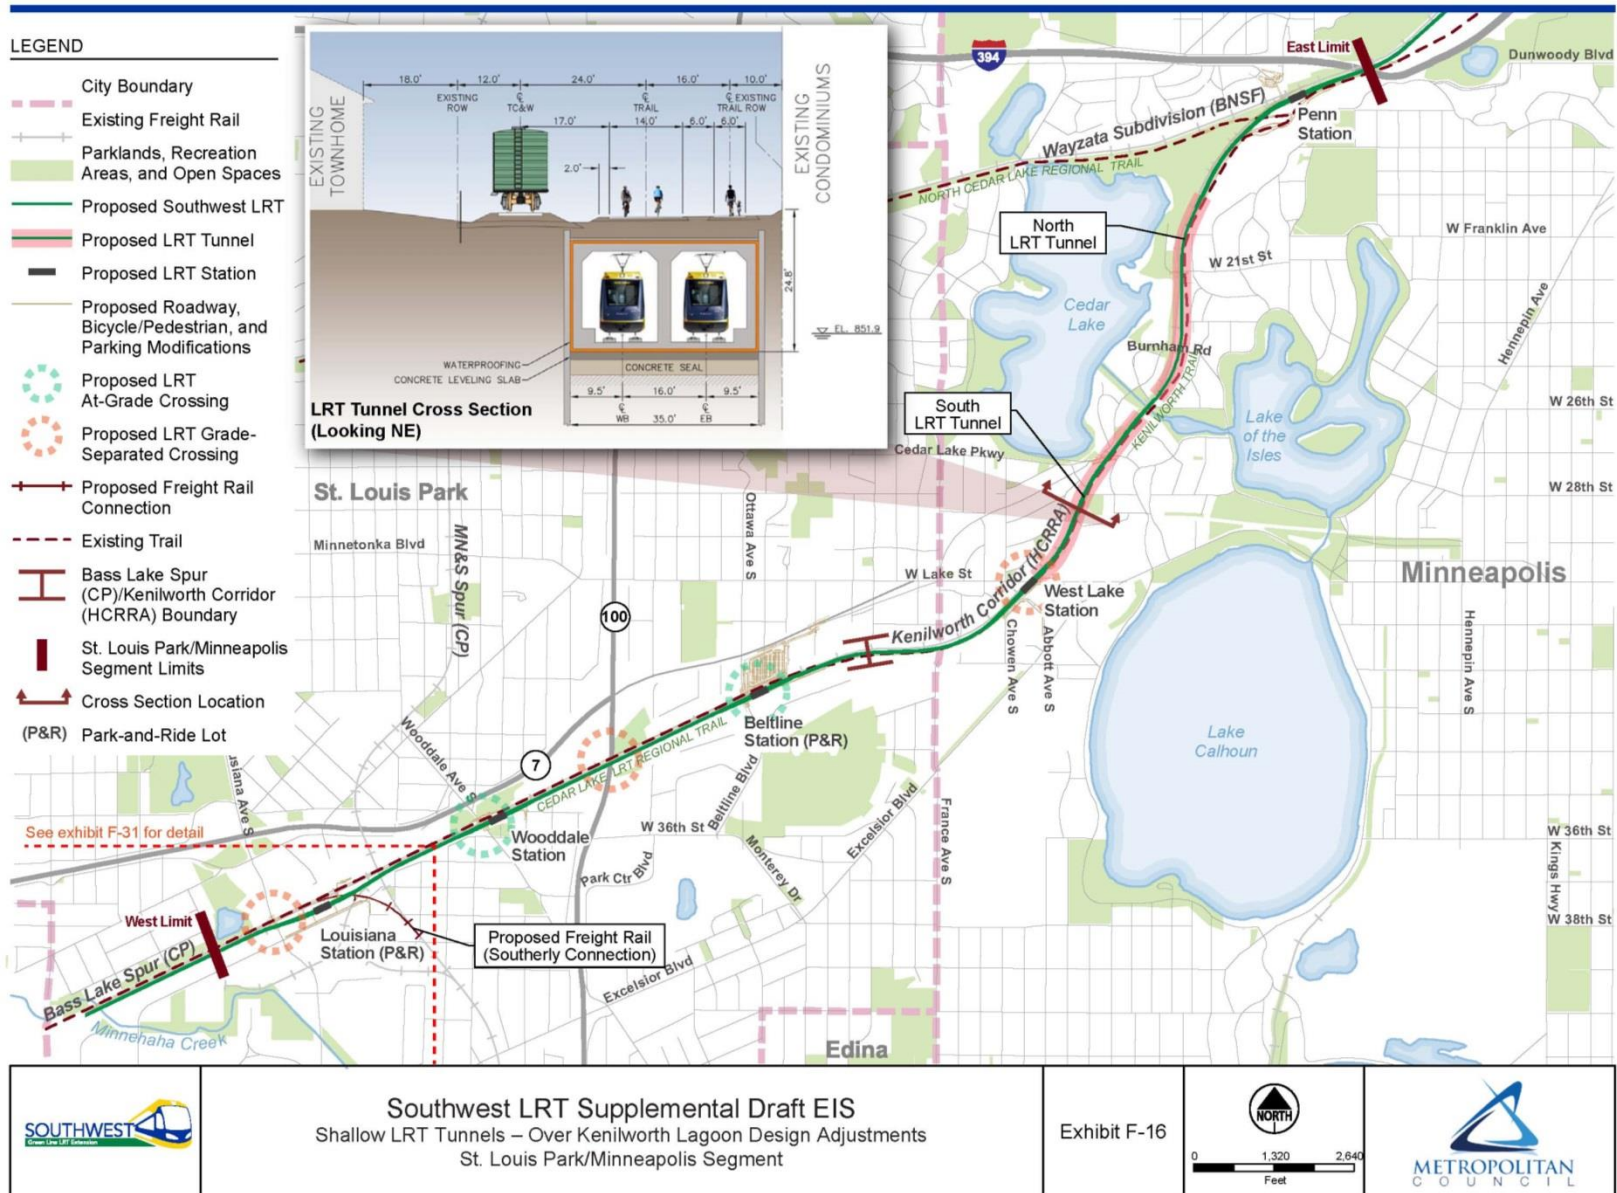 LEGEND
City Boundary
Existing Freight Rail
Parklands, Recreation
Areas, and Open Spaces
Proposed Southwest LRT
Proposed LRT Tunnel
Proposed LRT Station
Proposed Roadway,
Bicycle/Pedestrian, and
Parking Modifications
Proposed LRT
At-Grade Crossing
Proposed LRT Grade-
Separated Crossing
Proposed Freight Rail
Connection
Existing Trail
Bass Lake Spur
(CP)/Kenilworth Corridor
(HCRRA) Boundary
St. Louis Park/Minneapolis
Segment Limits
Cross Section Location
(P&R) Park-and-Ride Lot
18.0' 12.0' 24.0' 16.0' 10.0'
EXISTING
ROW
TC&W
TRAIL
TRAIL
EXISTING
ROW
17.0' 14.0' 6.0' 6.0'
2.0'
EXISTING
TOWNHOME
EXISTING
CONDOMINIUMS
24.8'
EL. 851.9
WATERPROOFING
CONCRETE LEVELING SLAB
CONCRETE SEAL
9.5' 16.0' 9.5'
WB 35.0' EB
LRT Tunnel Cross Section
(Looking NE)
394
East Limit
Dunwoody Blvd
Penn
Station
Wayzata Subdivision (BNSF)
NORTH CEDAR LAKE REGIONAL TRAIL
North
LRT Tunnel
W Franklin Ave
W 21st St
Cedar
Lake
Hennepin Ave
Burnham Rd
KENILWORTH TRAIL
South
LRT Tunnel
Lake
of the
Isles
W 26th St
Cedar Lake Pkwy
W 28th St
St. Louis Park
Minnetonka Blvd
MN&S Spur (CP)
Ottawa Ave S
100
W Lake St
Kenilworth Corridor (HCRRA)
West Lake
Station
Chowen Ave S
Abbott Ave S
Minneapolis
Hennepin Ave S
Lake
Calhoun
Beltline
Station (P&R)
Wooddale Ave S
7
CEDAR LAKE LRT REGIONAL TRAIL
Beltline Blvd
W 36th St
Wooddale
Station
Park Ctr Blvd
Monterey Dr
Excelsior Blvd
France Ave S
W 36th St
Kings Hwy
W 38th St
usiana Ave S
See exhibit F-31 for detail
West Limit
Louisiana
Station (P&R)
Proposed Freight Rail
(Southerly Connection)
Excelsior Blvd
Bass Lake Spur (CP)
Minnehaha Creek
Edina
SOUTHWEST
Green Line LRT Extension
Southwest LRT Supplemental Draft EIS
Shallow LRT Tunnels – Over Kenilworth Lagoon Design Adjustments
St. Louis Park/Minneapolis Segment
Exhibit F-16
NORTH
0 1,320 2,640
Feet
METROPOLITAN
COUNCIL